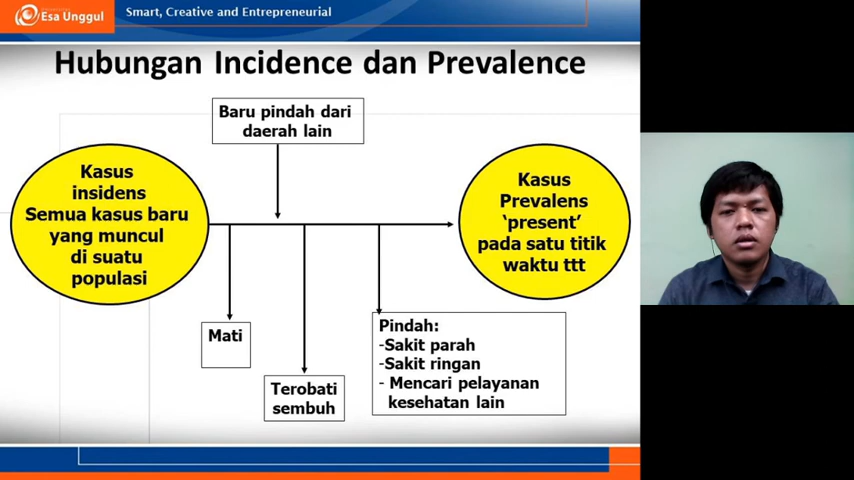 Esa Unggul
Smart, Creative and Entrepreneurial
Hubungan Incidence dan Prevalence
Baru pindah dari
daerah lain
Kasus
insidens
Semua kasus baru
yang muncul
di suatu
populasi
Kasus
Prevalens
‘present’
pada satu titik
waktu ttt
Mati
Terobati
sembuh
Pindah:
-Sakit parah
-Sakit ringan
- Mencari pelayanan
kesehatan lain